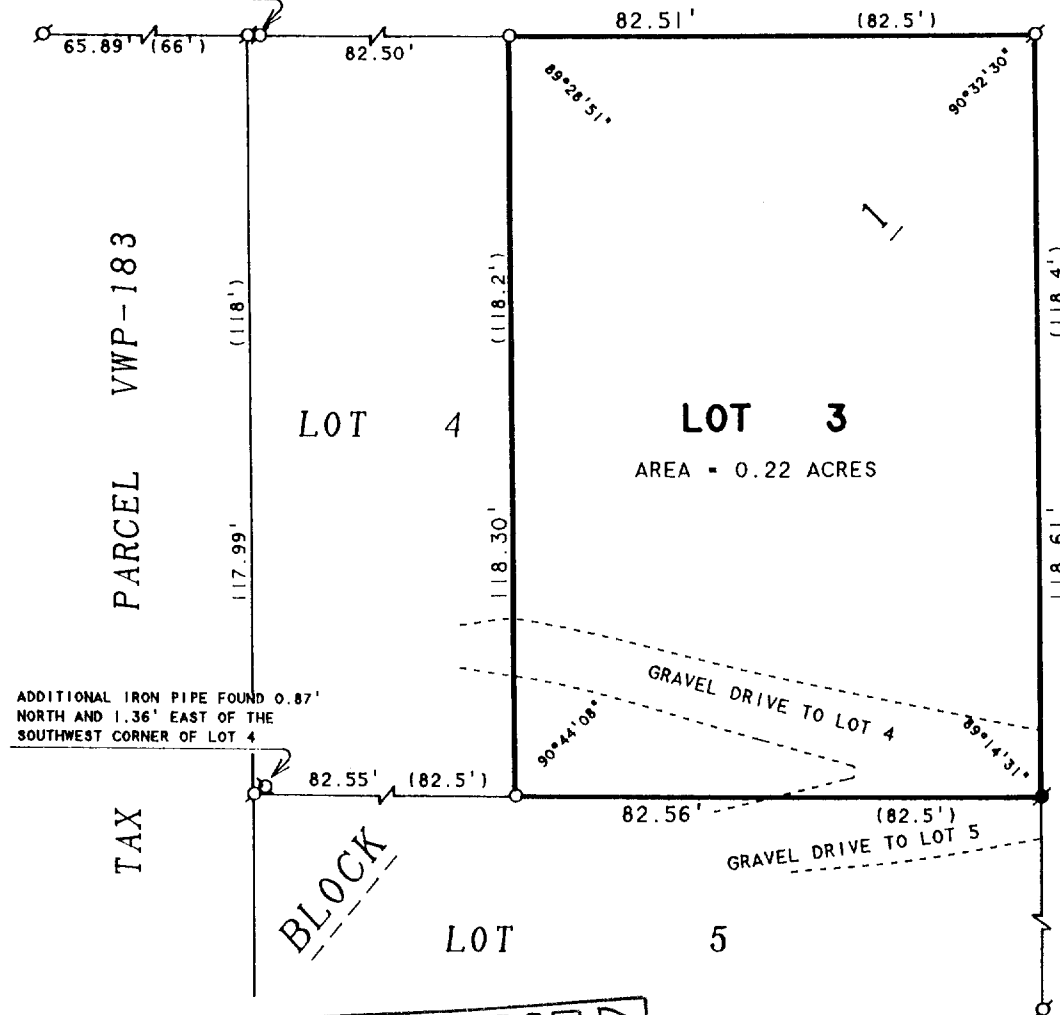 65.89' (66')
82.50'
82.51' (82.5')
89°28'51"
90°32'30"
1
TAX PARCEL VWP-183
(118')
117.99'
(118.2')
118.30'
(118.4')
118.61'
LOT 4
LOT 3
AREA = 0.22 ACRES
GRAVEL DRIVE TO LOT 4
ADDITIONAL IRON PIPE FOUND 0.87'
NORTH AND 1.36' EAST OF THE
SOUTHWEST CORNER OF LOT 4
90°44'08"
89°14'31"
82.55' (82.5')
82.56' (82.5')
GRAVEL DRIVE TO LOT 5
BLOCK
LOT 5